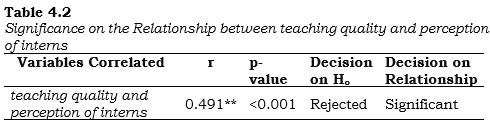 Table 4.2
Significance on the Relationship between teaching quality and perception
of interns
Variables Correlated r p- Decision Decision on
value on Hₒ Relationship
teaching quality and
perception of interns 0.491** <0.001 Rejected Significant